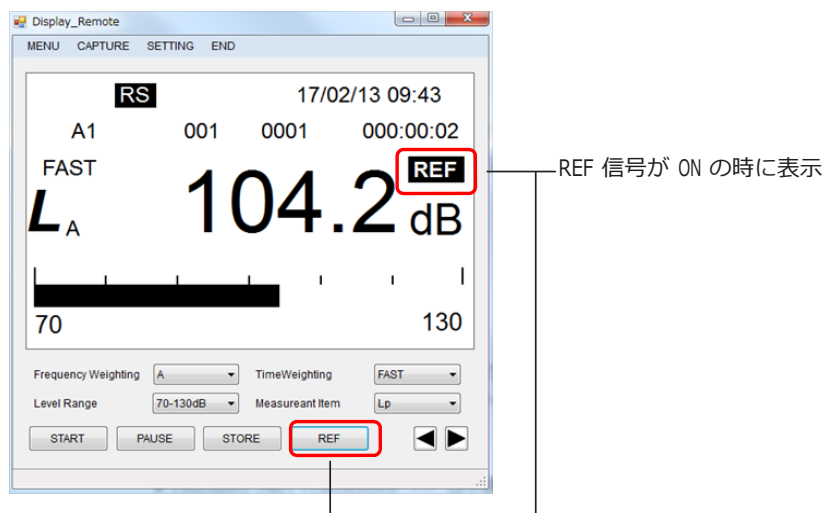 Display_Remote
MENU CAPTURE SETTING END
RS 17/02/13 09:43
A1 001 0001 000:00:02
FAST REF
LA 104.2 dB
70 130
REF 信号が ON の時に表示
Frequency Weighting A TimeWeighting FAST
Level Range 70-130dB Measureant Item Lp
START PAUSE STORE REF